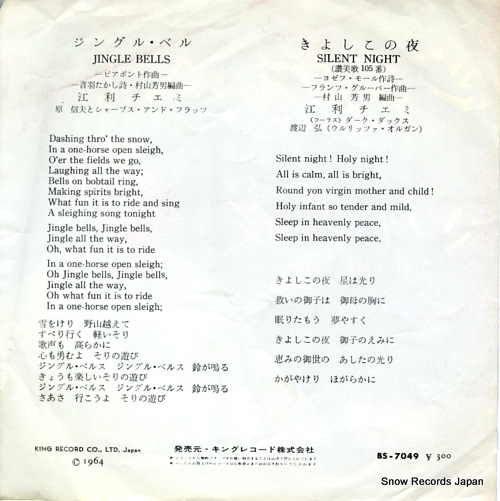 ジングル・ベル
JINGLE BELLS
—ピアポント作曲—
—音羽たかし詩・村山芳男編曲—
江利チエミ
原 信夫とシャープス・アンド・フラッツ
Dashing thro' the snow,
In a one-horse open sleigh,
O'er the fields we go,
Laughing all the way;
Bells on bobtail ring,
Making spirits bright,
What fun it is to ride and sing
A sleighing song tonight
Jingle bells, Jingle bells,
Jingle all the way,
Oh, what fun it is to ride
In a one-horse open sleigh;
Oh Jingle bells, Jingle bells,
Jingle all the way,
Oh what fun it is to ride
In a one-horse open sleigh;
雪をけり 野山越えて
すべり行く 軽いそり
歌声も 高らかに
心も勇むよ そりの遊び
ジングル・ベルス ジングル・ベルス 鈴が鳴る
きょうも楽しいそりの遊び
ジングル・ベルス ジングル・ベルス 鈴が鳴る
さあさ 行こうよ そりの遊び
きよしこの夜
SILENT NIGHT
(讃美歌105番)
—ヨゼフ・モール作詩—
—フランツ・グルーバー作曲—
—村山芳男 編曲—
江利チエミ
(コーラス) ダーク・ダックス
渡辺 弘 (ウルリッツァ・オルガン)
Silent night! Holy night!
All is calm, all is bright,
Round yon virgin mother and child!
Holy infant so tender and mild,
Sleep in heavenly peace,
Sleep in heavenly peace.
きよしこの夜 星は光り
救いの御子は 御母の胸に
眠りたもう 夢やすく
きよしこの夜 御子のえみに
恵みの御世の あしたの光り
かがやけり ほがらかに
KING RECORD CO., LTD. Japan
© 1964
発売元・キングレコード株式会社
BS-7049 ¥300
Snow Records Japan